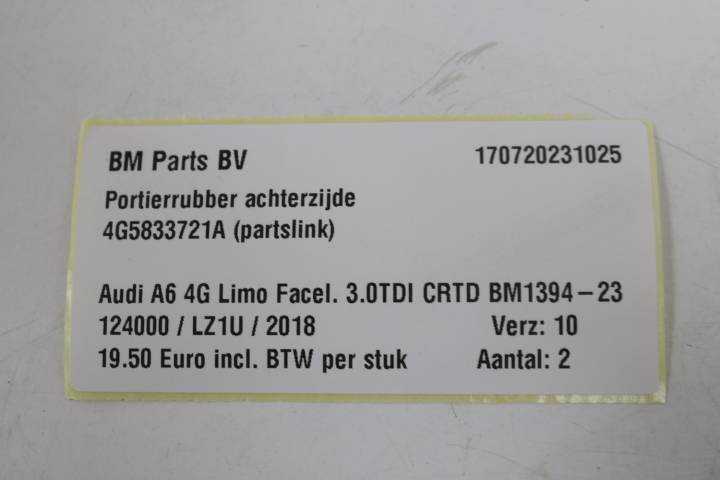 BM Parts BV 170720231025
Portierrubber achterzijde
4G5833721A (partslink)
Audi A6 4G Limo Facel. 3.0TDI CRTD BM1394-23
124000 / LZ1U / 2018 Verz: 10
19.50 Euro incl. BTW per stuk Aantal: 2